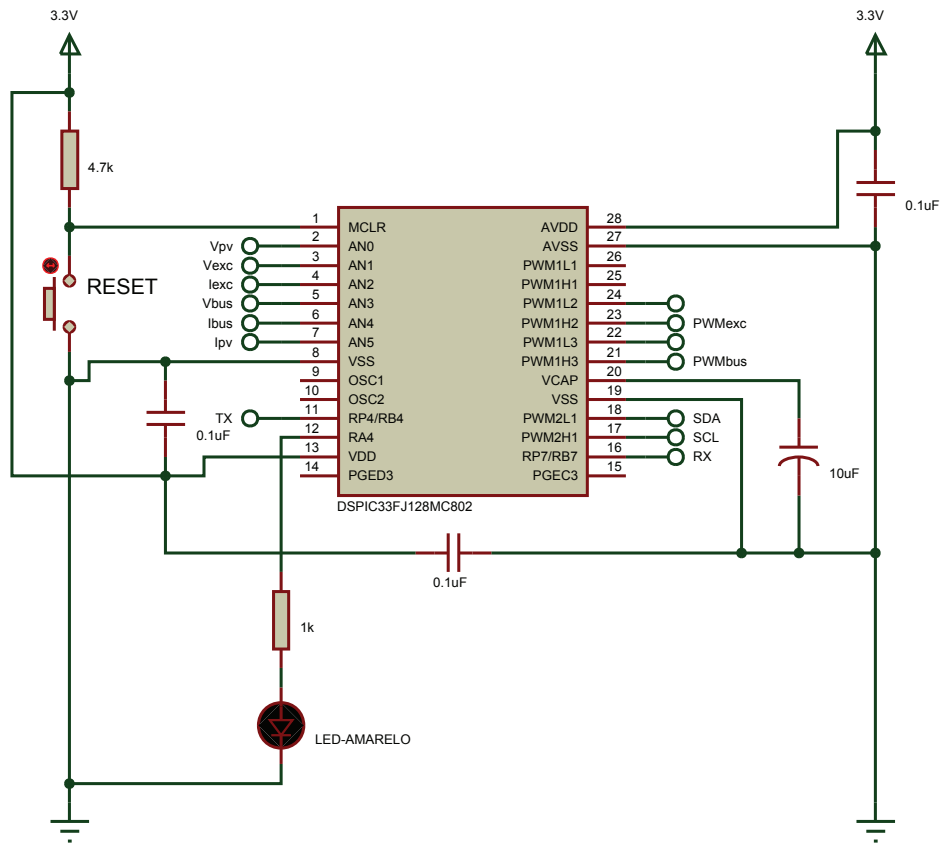 3.3V
3.3V
4.7k
0.1uF
RESET
1 MCLR AVDD 28
Vpv 2 AN0 AVSS 27
Vexc 3 AN1 PWM1L1 26
Iexc 4 AN2 PWM1H1 25
Vbus 5 AN3 PWM1L2 24
Ibus 6 AN4 PWM1H2 23 PWMexc
Ipv 7 AN5 PWM1L3 22
8 VSS PWM1H3 21 PWMbus
9 OSC1 VCAP 20
10 OSC2 VSS 19
TX 11 RP4/RB4 PWM2L1 18 SDA
0.1uF
12 RA4 PWM2H1 17 SCL
13 VDD RP7/RB7 16 RX
14 PGED3 PGEC3 15
10uF
DSPIC33FJ128MC802
0.1uF
1k
LED-AMARELO